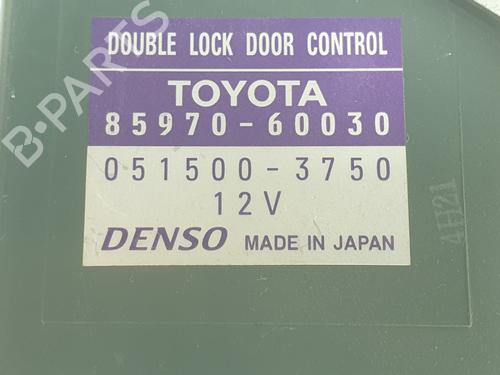 DOUBLE LOCK DOOR CONTROL
TOYOTA
85970-60030
051500-3750
12V
DENSO MADE IN JAPAN
4H21
B-PARTS